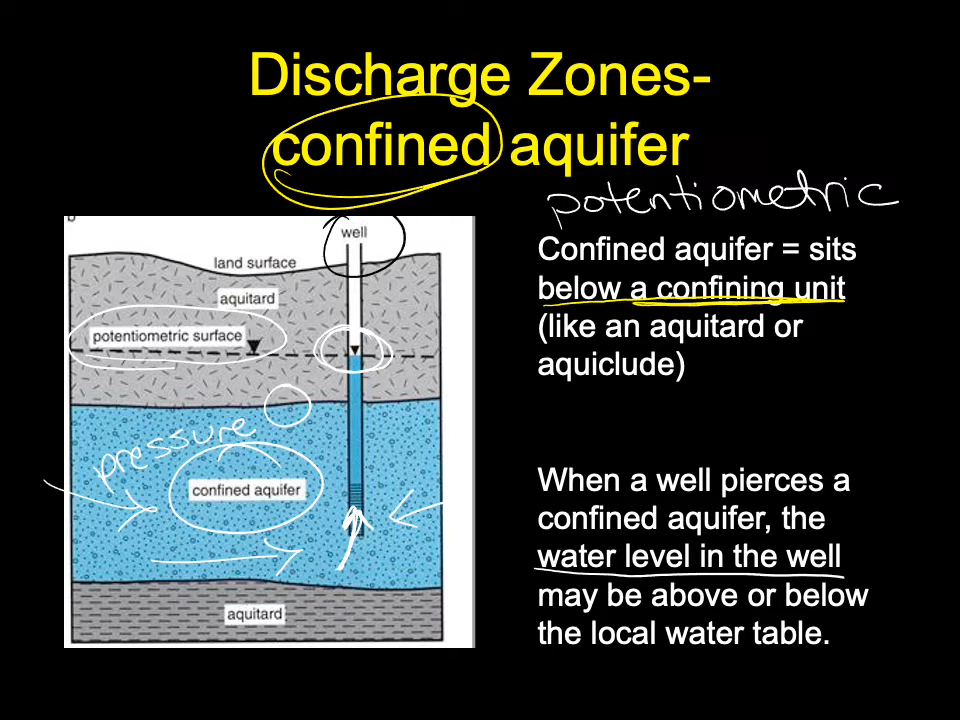 Discharge Zones-
confined aquifer
potentiometric
b
well
land surface
aquitard
potentiometric surface
pressure
confined aquifer
aquitard
Confined aquifer = sits
below a confining unit
(like an aquitard or
aquiclude)
When a well pierces a
confined aquifer, the
water level in the well
may be above or below
the local water table.